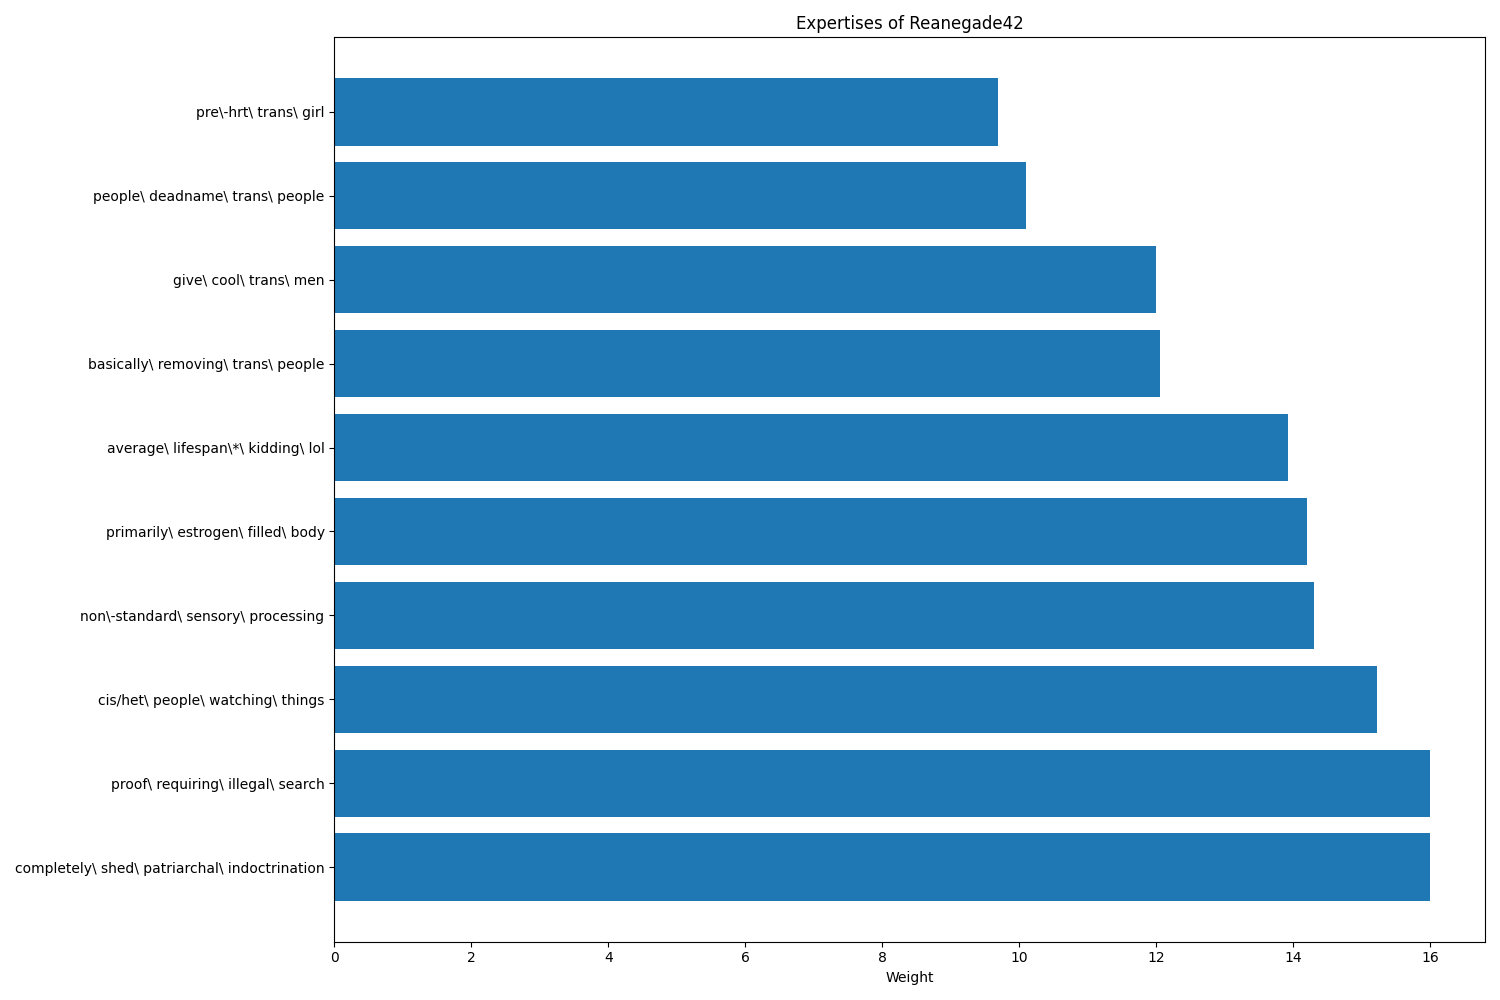 Expertises of Reanegade42
pre\-hrt\ trans\ girl
people\ deadname\ trans\ people
give\ cool\ trans\ men
basically\ removing\ trans\ people
average\ lifespan\*\ kidding\ lol
primarily\ estrogen\ filled\ body
non\-standard\ sensory\ processing
cis/het\ people\ watching\ things
proof\ requiring\ illegal\ search
completely\ shed\ patriarchal\ indoctrination
0 2 4 6 8 10 12 14 16
Weight